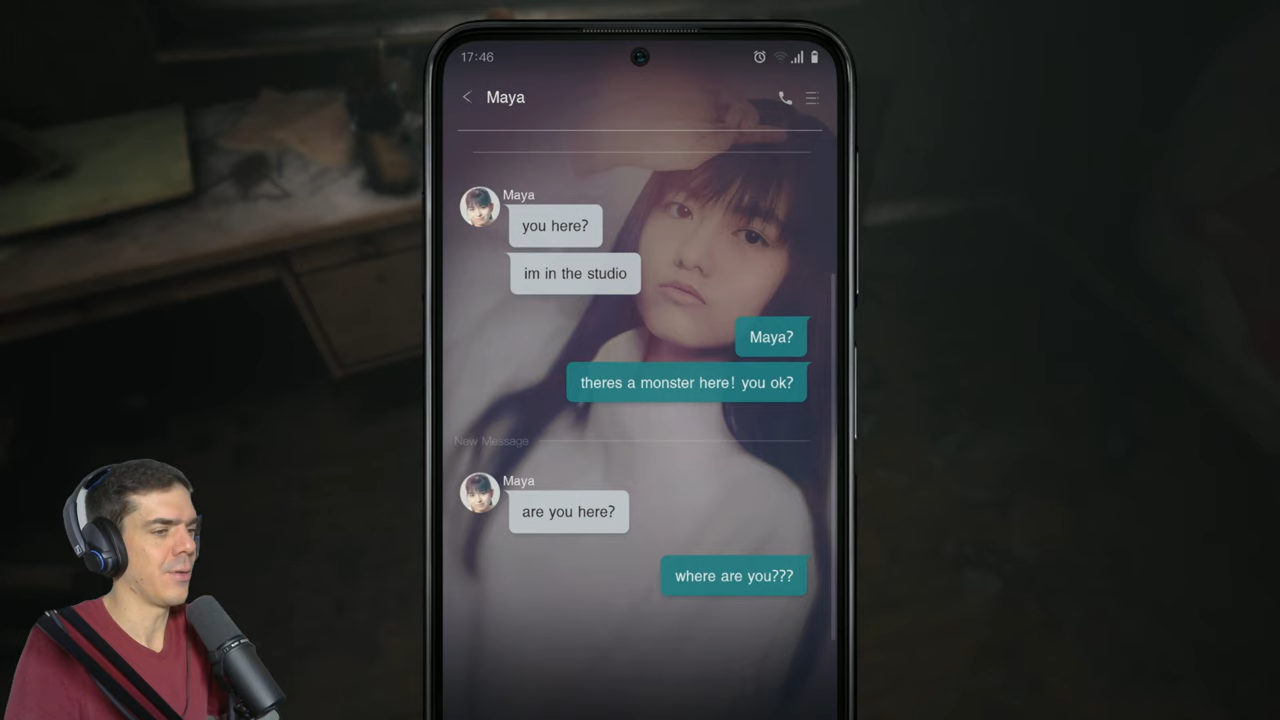 17:46
Maya
Maya
you here?
im in the studio
Maya?
theres a monster here! you ok?
New Message
Maya
are you here?
where are you???